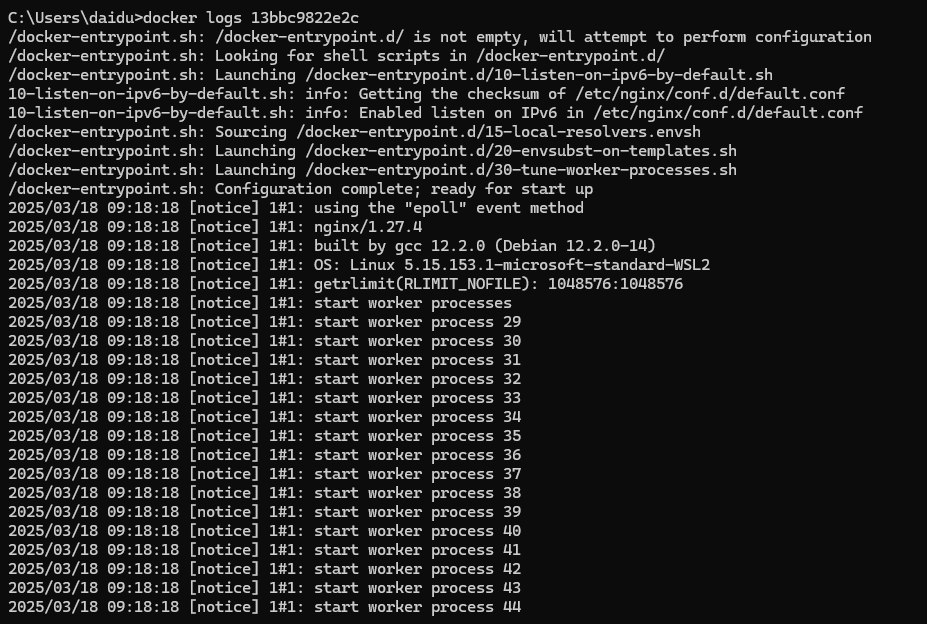 C:\Users\daidu>docker logs 13bbc9822e2c
/docker-entrypoint.sh: /docker-entrypoint.d/ is not empty, will attempt to perform configuration
/docker-entrypoint.sh: Looking for shell scripts in /docker-entrypoint.d/
/docker-entrypoint.sh: Launching /docker-entrypoint.d/10-listen-on-ipv6-by-default.sh
10-listen-on-ipv6-by-default.sh: info: Getting the checksum of /etc/nginx/conf.d/default.conf
10-listen-on-ipv6-by-default.sh: info: Enabled listen on IPv6 in /etc/nginx/conf.d/default.conf
/docker-entrypoint.sh: Sourcing /docker-entrypoint.d/15-local-resolvers.envsh
/docker-entrypoint.sh: Launching /docker-entrypoint.d/20-envsubst-on-templates.sh
/docker-entrypoint.sh: Launching /docker-entrypoint.d/30-tune-worker-processes.sh
/docker-entrypoint.sh: Configuration complete; ready for start up
2025/03/18 09:18:18 [notice] 1#1: using the "epoll" event method
2025/03/18 09:18:18 [notice] 1#1: nginx/1.27.4
2025/03/18 09:18:18 [notice] 1#1: built by gcc 12.2.0 (Debian 12.2.0-14)
2025/03/18 09:18:18 [notice] 1#1: OS: Linux 5.15.153.1-microsoft-standard-WSL2
2025/03/18 09:18:18 [notice] 1#1: getrlimit(RLIMIT_NOFILE): 1048576:1048576
2025/03/18 09:18:18 [notice] 1#1: start worker processes
2025/03/18 09:18:18 [notice] 1#1: start worker process 29
2025/03/18 09:18:18 [notice] 1#1: start worker process 30
2025/03/18 09:18:18 [notice] 1#1: start worker process 31
2025/03/18 09:18:18 [notice] 1#1: start worker process 32
2025/03/18 09:18:18 [notice] 1#1: start worker process 33
2025/03/18 09:18:18 [notice] 1#1: start worker process 34
2025/03/18 09:18:18 [notice] 1#1: start worker process 35
2025/03/18 09:18:18 [notice] 1#1: start worker process 36
2025/03/18 09:18:18 [notice] 1#1: start worker process 37
2025/03/18 09:18:18 [notice] 1#1: start worker process 38
2025/03/18 09:18:18 [notice] 1#1: start worker process 39
2025/03/18 09:18:18 [notice] 1#1: start worker process 40
2025/03/18 09:18:18 [notice] 1#1: start worker process 41
2025/03/18 09:18:18 [notice] 1#1: start worker process 42
2025/03/18 09:18:18 [notice] 1#1: start worker process 43
2025/03/18 09:18:18 [notice] 1#1: start worker process 44